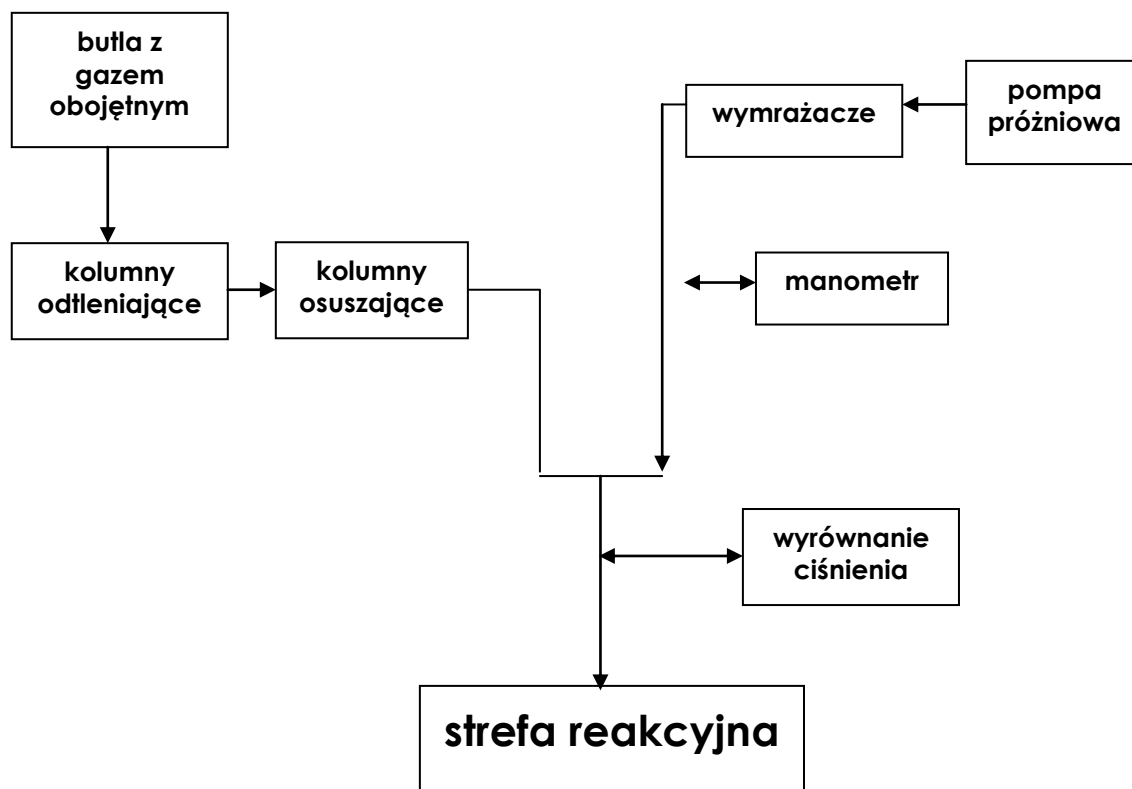 butla z
gazem
obojętnym
wymrażacze
pompa
próżniowa
kolumny
odtleniające
kolumny
osuszające
manometr
wyrównanie
ciśnienia
strefa reakcyjna